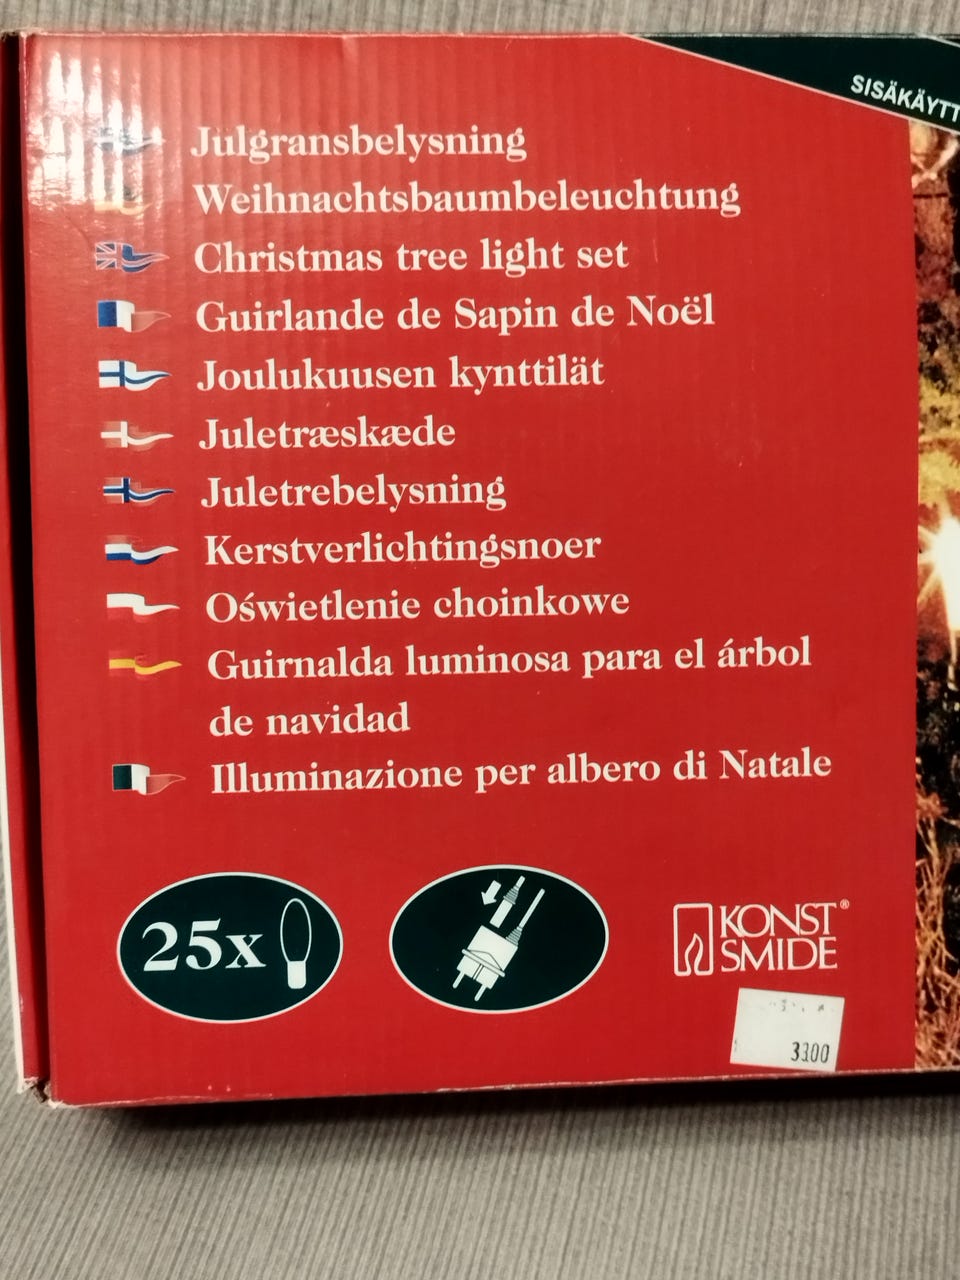 SISÄKÄYTT
Julgransbelysning
Weihnachtsbaumbeleuchtung
Christmas tree light set
Guirlande de Sapin de Noël
Joulukuusen kynttilät
Juletræskæde
Juletrebelysning
Kerstverlichtingsnoer
Oświetlenie choinkowe
Guirnalda luminosa para el árbol
de navidad
Illuminazione per albero di Natale
25x
KONST®
SMIDE
3300